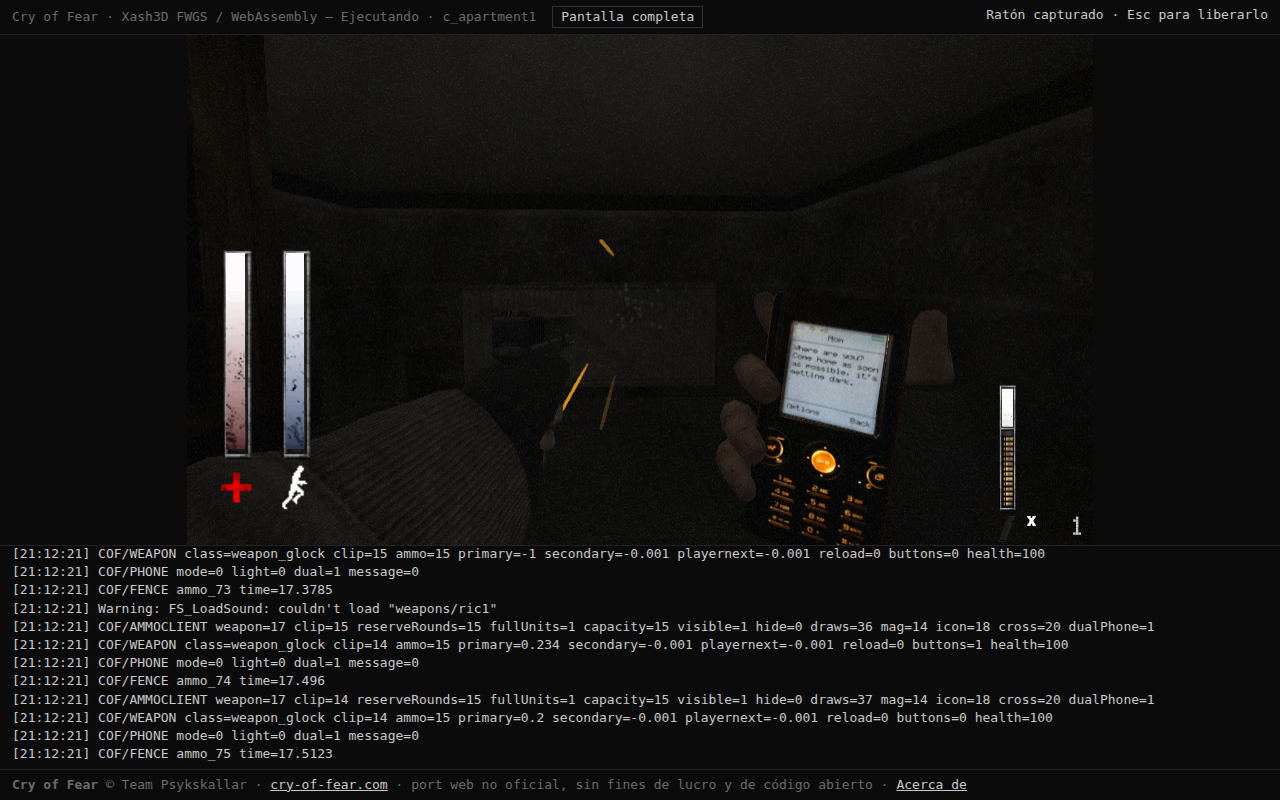 Cry of Fear · Xash3D FWGS / WebAssembly — Ejecutando · c_apartment1
Pantalla completa
Ratón capturado · Esc para liberarlo
Mom
Where are you?
Come home as soon
as possible, it's
getting dark.
Options
Back
x
1
[21:12:21] COF/WEAPON class=weapon_glock clip=15 ammo=15 primary=-1 secondary=-0.001 playernext=-0.001 reload=0 buttons=0 health=100
[21:12:21] COF/PHONE mode=0 light=0 dual=1 message=0
[21:12:21] COF/FENCE ammo_73 time=17.3785
[21:12:21] Warning: FS_LoadSound: couldn't load "weapons/ric1"
[21:12:21] COF/AMMOCLIENT weapon=17 clip=15 reserveRounds=15 fullUnits=1 capacity=15 visible=1 hide=0 draws=36 mag=14 icon=18 cross=20 dualPhone=1
[21:12:21] COF/WEAPON class=weapon_glock clip=14 ammo=15 primary=0.234 secondary=-0.001 playernext=-0.001 reload=0 buttons=1 health=100
[21:12:21] COF/PHONE mode=0 light=0 dual=1 message=0
[21:12:21] COF/FENCE ammo_74 time=17.496
[21:12:21] COF/AMMOCLIENT weapon=17 clip=14 reserveRounds=15 fullUnits=1 capacity=15 visible=1 hide=0 draws=37 mag=14 icon=18 cross=20 dualPhone=1
[21:12:21] COF/WEAPON class=weapon_glock clip=14 ammo=15 primary=0.2 secondary=-0.001 playernext=-0.001 reload=0 buttons=0 health=100
[21:12:21] COF/PHONE mode=0 light=0 dual=1 message=0
[21:12:21] COF/FENCE ammo_75 time=17.5123
Cry of Fear © Team Psykskallar · cry-of-fear.com · port web no oficial, sin fines de lucro y de código abierto · Acerca de